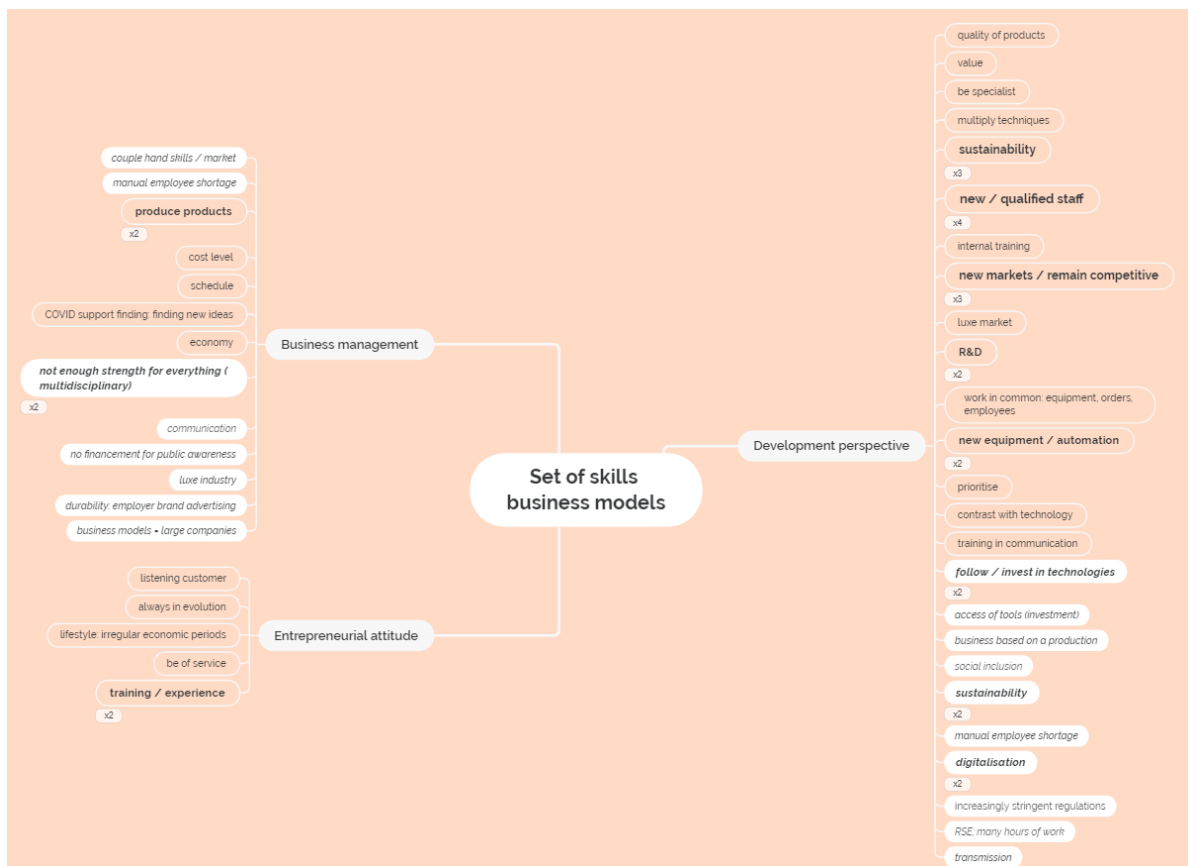 Set of skills
business models
Business management
couple hand skills / market
manual employee shortage
produce products
x2
cost level
schedule
COVID support finding: finding new ideas
economy
not enough strength for everything (
multidisciplinary)
x2
communication
no financement for public awareness
luxe industry
durability: employer brand advertising
business models = large companies
Entrepreneurial attitude
listening customer
always in evolution
lifestyle: irregular economic periods
be of service
training / experience
x2
Development perspective
quality of products
value
be specialist
multiply techniques
sustainability
x3
new / qualified staff
x4
internal training
new markets / remain competitive
x3
luxe market
R&D
x2
work in common: equipment, orders,
employees
new equipment / automation
x2
prioritise
contrast with technology
training in communication
follow / invest in technologies
x2
access of tools (investment)
business based on a production
social inclusion
sustainability
x2
manual employee shortage
digitalisation
x2
increasingly stringent regulations
RSE: many hours of work
transmission